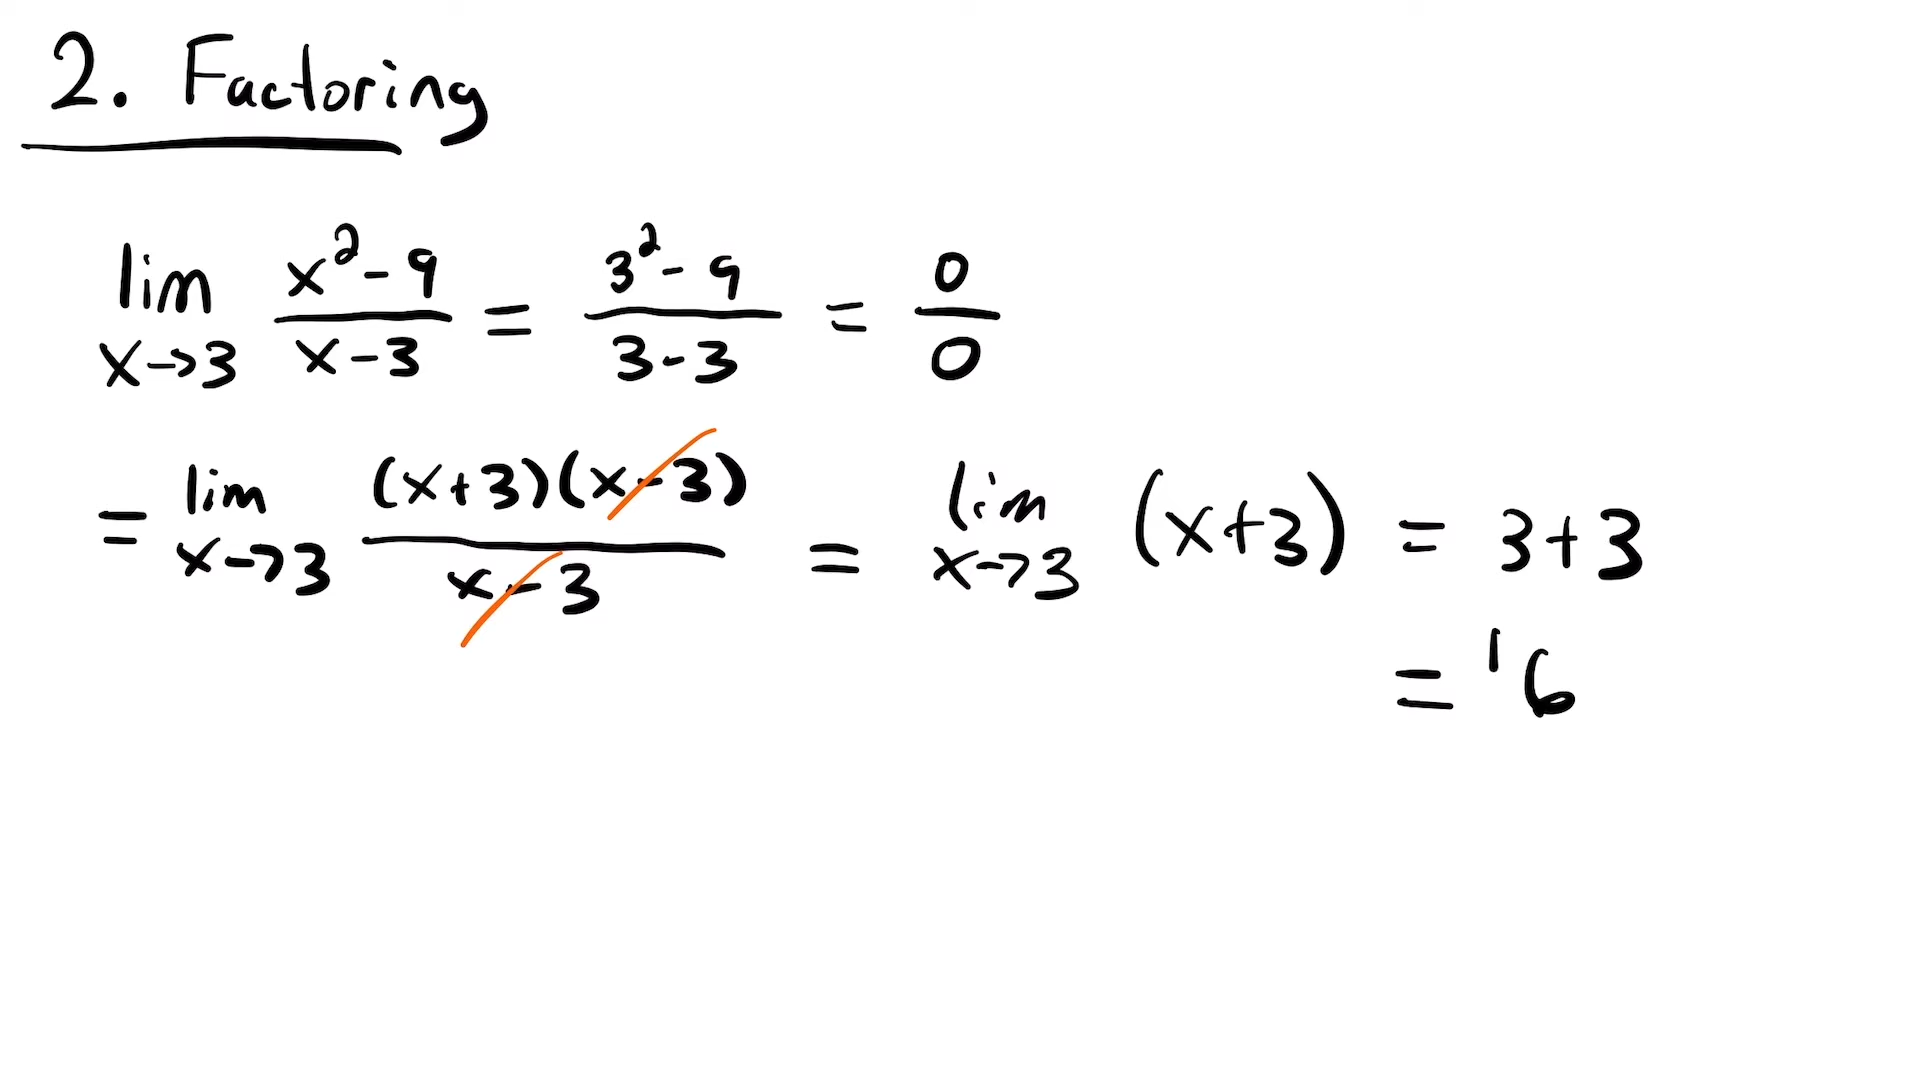 2. Factoring
lim x→3 (x² - 9)/(x - 3) = (3² - 9)/(3 - 3) = 0/0
= lim x→3 ((x+3)(x-3))/(x-3) = lim x→3 (x+3) = 3+3
= 6